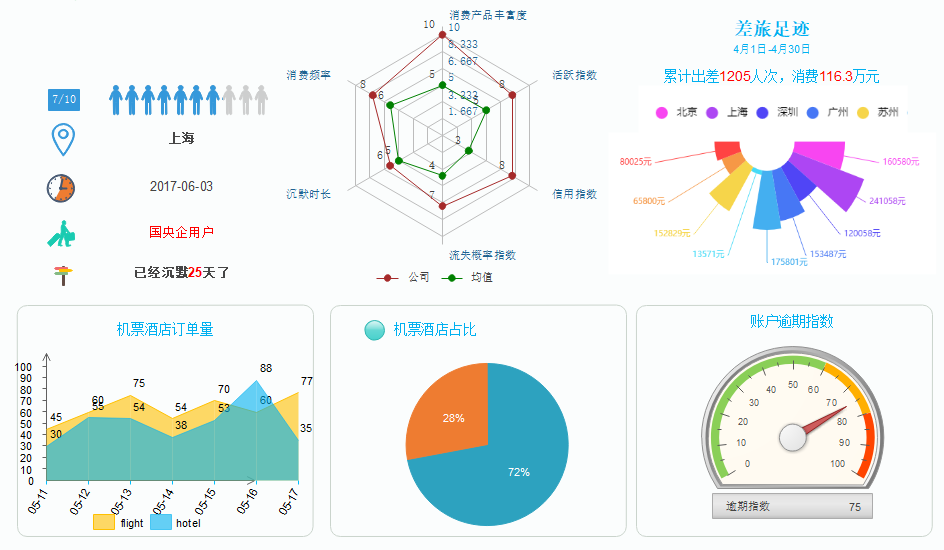 7/10
上海
2017-06-03
国央企用户
已经沉默25天了
消费产品丰富度
活跃指数
信用指数
流失概率指数
沉默时长
消费频率
10
10
8.333
6.667
5
3.333
1.667
8
8
7
6
8
5
5
3
4
5
6
公司
均值
差旅足迹
4月1日-4月30日
累计出差1205人次，消费116.3万元
北京
上海
深圳
广州
苏州
80025元
65800元
152829元
13571元
175801元
153487元
120058元
241058元
160580元
机票酒店订单量
100
90
80
70
60
50
40
30
20
10
0
45
60
75
54
70
60
77
30
55
54
38
53
88
35
05-11
05-12
05-13
05-14
05-15
05-16
05-17
flight
hotel
机票酒店占比
28%
72%
账户逾期指数
0
10
20
30
40
50
60
70
80
90
100
逾期指数 75